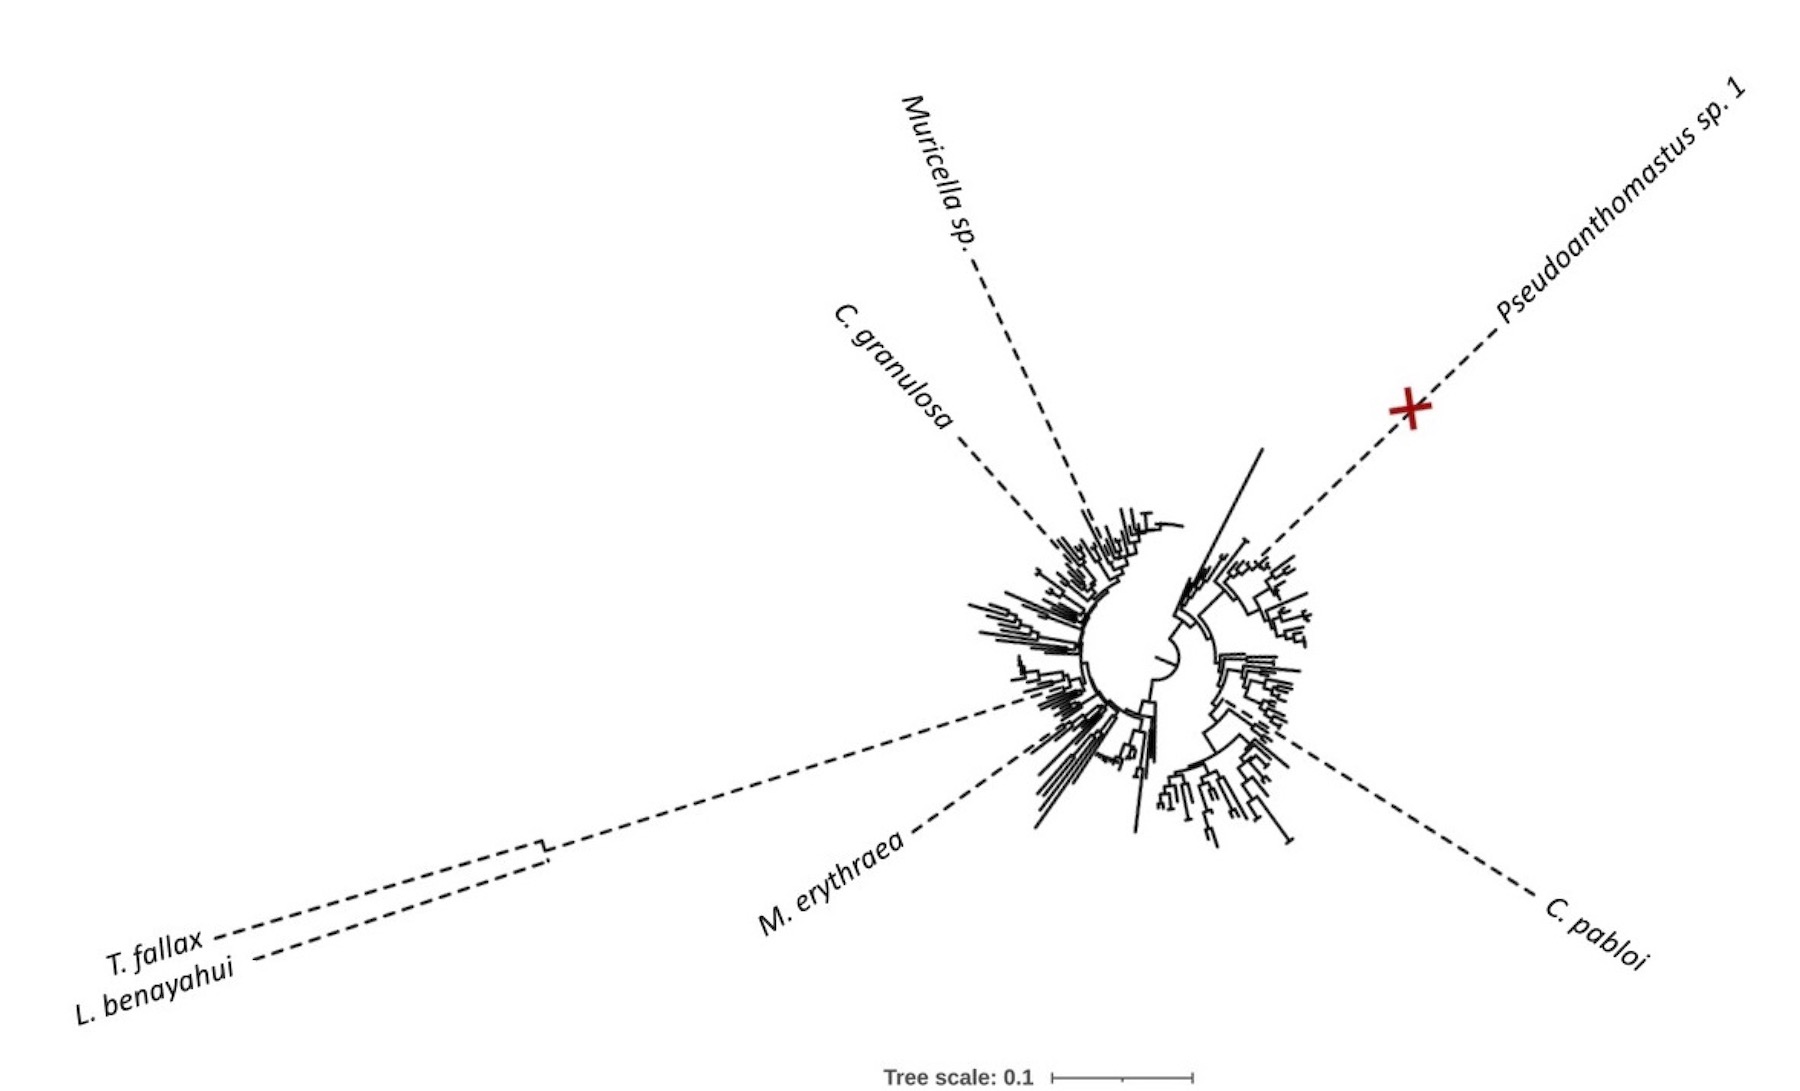 Muricella sp.
Pseudoanthomastus sp. 1
C. granulosa
M. erythraea
C. pabloi
T. fallax
L. benayahui
Tree scale: 0.1